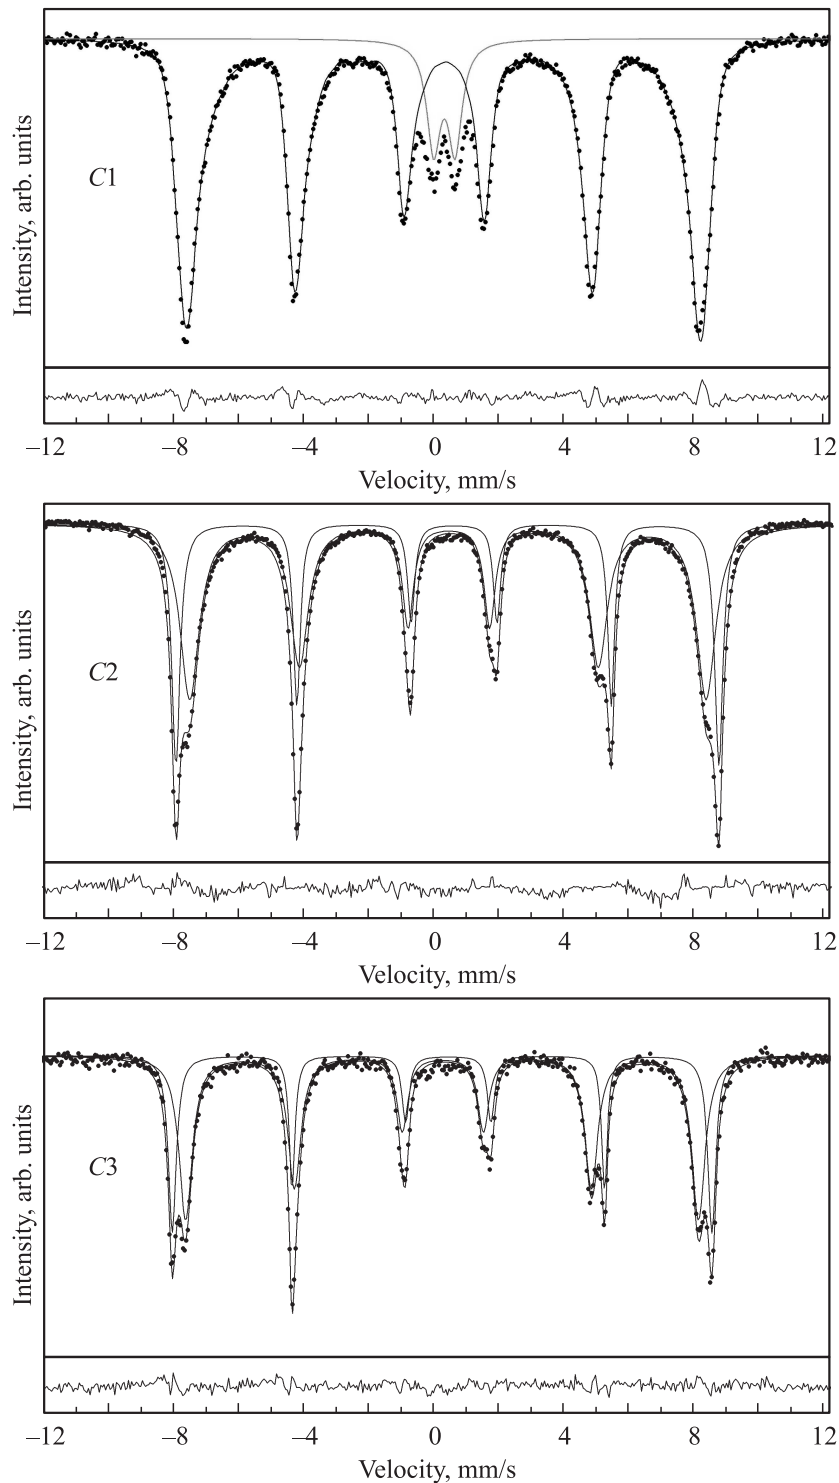 Intensity, arb. units
C1
–12 –8 –4 0 4 8 12
Velocity, mm/s
Intensity, arb. units
C2
–12 –8 –4 0 4 8 12
Velocity, mm/s
Intensity, arb. units
C3
–12 –8 –4 0 4 8 12
Velocity, mm/s